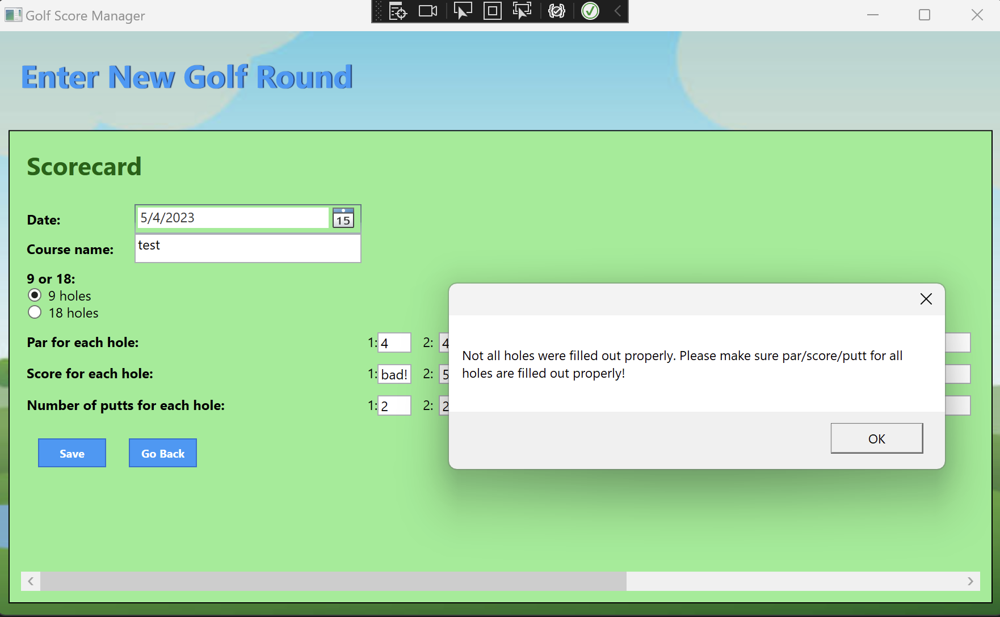 Golf Score Manager
Enter New Golf Round
Scorecard
Date: 5/4/2023 15
Course name: test
9 or 18:
9 holes
18 holes
Par for each hole: 1: 4 2: 4
Score for each hole: 1: bad! 2: 5
Number of putts for each hole: 1: 2 2: 2
Save Go Back
Not all holes were filled out properly. Please make sure par/score/putt for all
holes are filled out properly!
OK